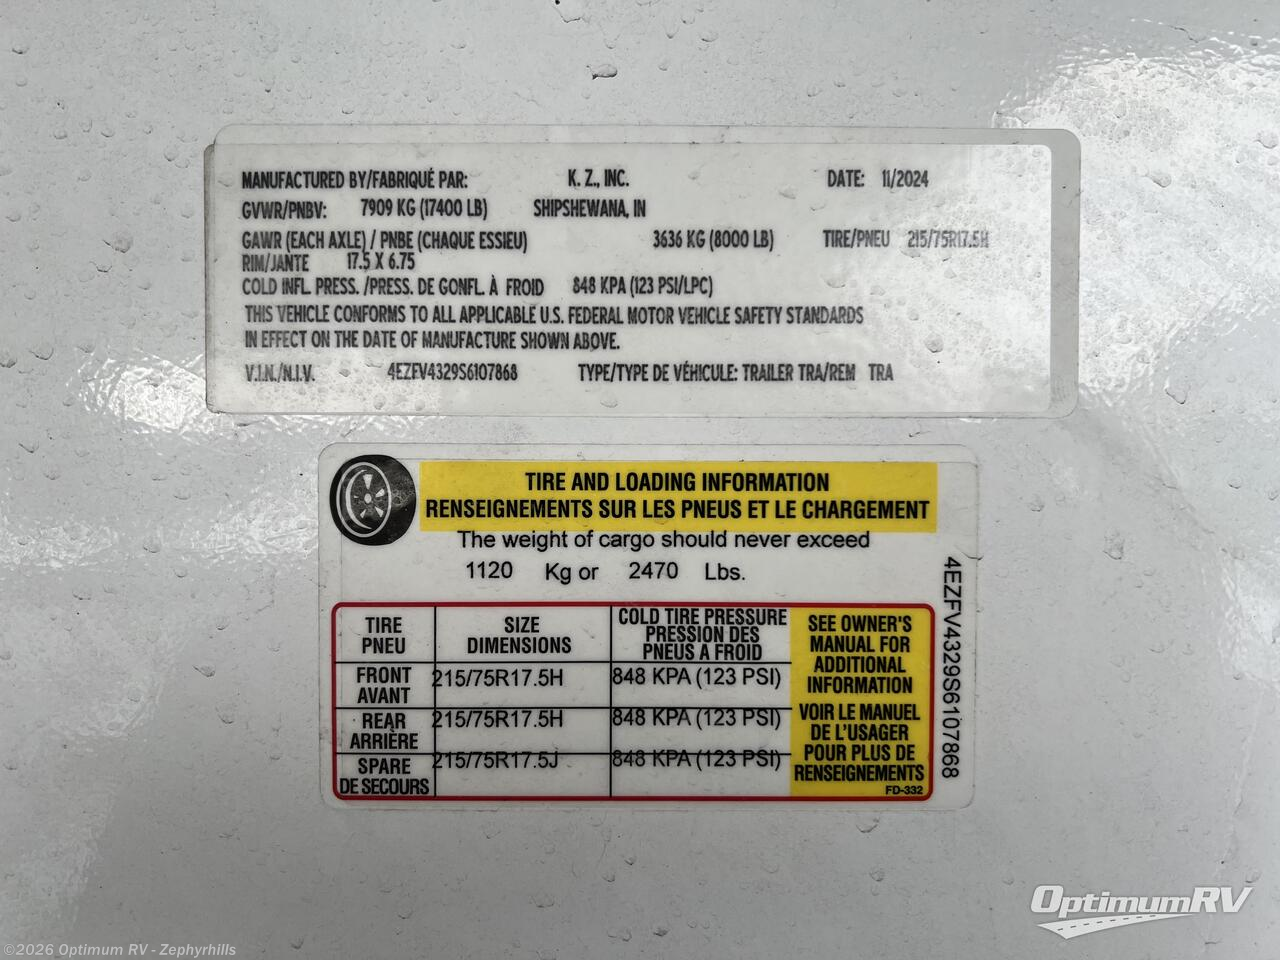 MANUFACTURED BY/FABRIQUÉ PAR: K. Z., INC. DATE: 11/2024
GVWR/PNBV: 7909 KG (17400 LB) SHIPSHEWANA, IN
GAWR (EACH AXLE) / PNBE (CHAQUE ESSIEU) 3636 KG (8000 LB) TIRE/PNEU 215/75R17.5H
RIM/JANTE 17.5 X 6.75
COLD INFL. PRESS. /PRESS. DE GONFL. À FROID 848 KPA (123 PSI/LPC)
THIS VEHICLE CONFORMS TO ALL APPLICABLE U.S. FEDERAL MOTOR VEHICLE SAFETY STANDARDS
IN EFFECT ON THE DATE OF MANUFACTURE SHOWN ABOVE.
V.I.N./N.I.V. 4EZFV4329S6107868 TYPE/TYPE DE VÉHICULE: TRAILER TRA/REM TRA
TIRE AND LOADING INFORMATION
RENSEIGNEMENTS SUR LES PNEUS ET LE CHARGEMENT
The weight of cargo should never exceed
1120 Kg or 2470 Lbs.
TIRE
PNEU
SIZE
DIMENSIONS
COLD TIRE PRESSURE
PRESSION DES
PNEUS A FROID
FRONT
AVANT
215/75R17.5H
848 KPA (123 PSI)
REAR
ARRIÈRE
215/75R17.5H
848 KPA (123 PSI)
SPARE
DE SECOURS
215/75R17.5J
848 KPA (123 PSI)
SEE OWNER'S
MANUAL FOR
ADDITIONAL
INFORMATION
VOIR LE MANUEL
DE L'USAGER
POUR PLUS DE
RENSEIGNEMENTS
FD-332
4EZFV4329S6107868
OptimumRV
©2026 Optimum RV - Zephyrhills